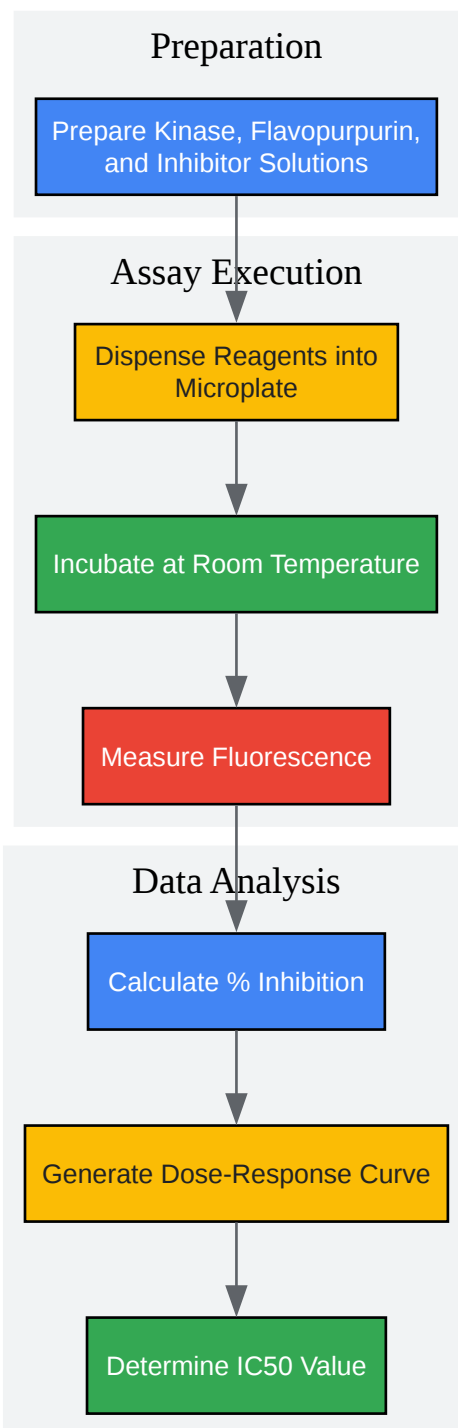 Preparation
Prepare Kinase, Flavopurpurin,
and Inhibitor Solutions
Assay Execution
Dispense Reagents into
Microplate
Incubate at Room Temperature
Measure Fluorescence
Data Analysis
Calculate % Inhibition
Generate Dose-Response Curve
Determine IC50 Value